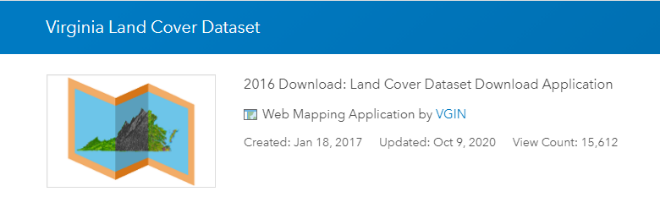 Virginia Land Cover Dataset
2016 Download: Land Cover Dataset Download Application
Web Mapping Application by VGIN
Created: Jan 18, 2017 Updated: Oct 9, 2020 View Count: 15,612